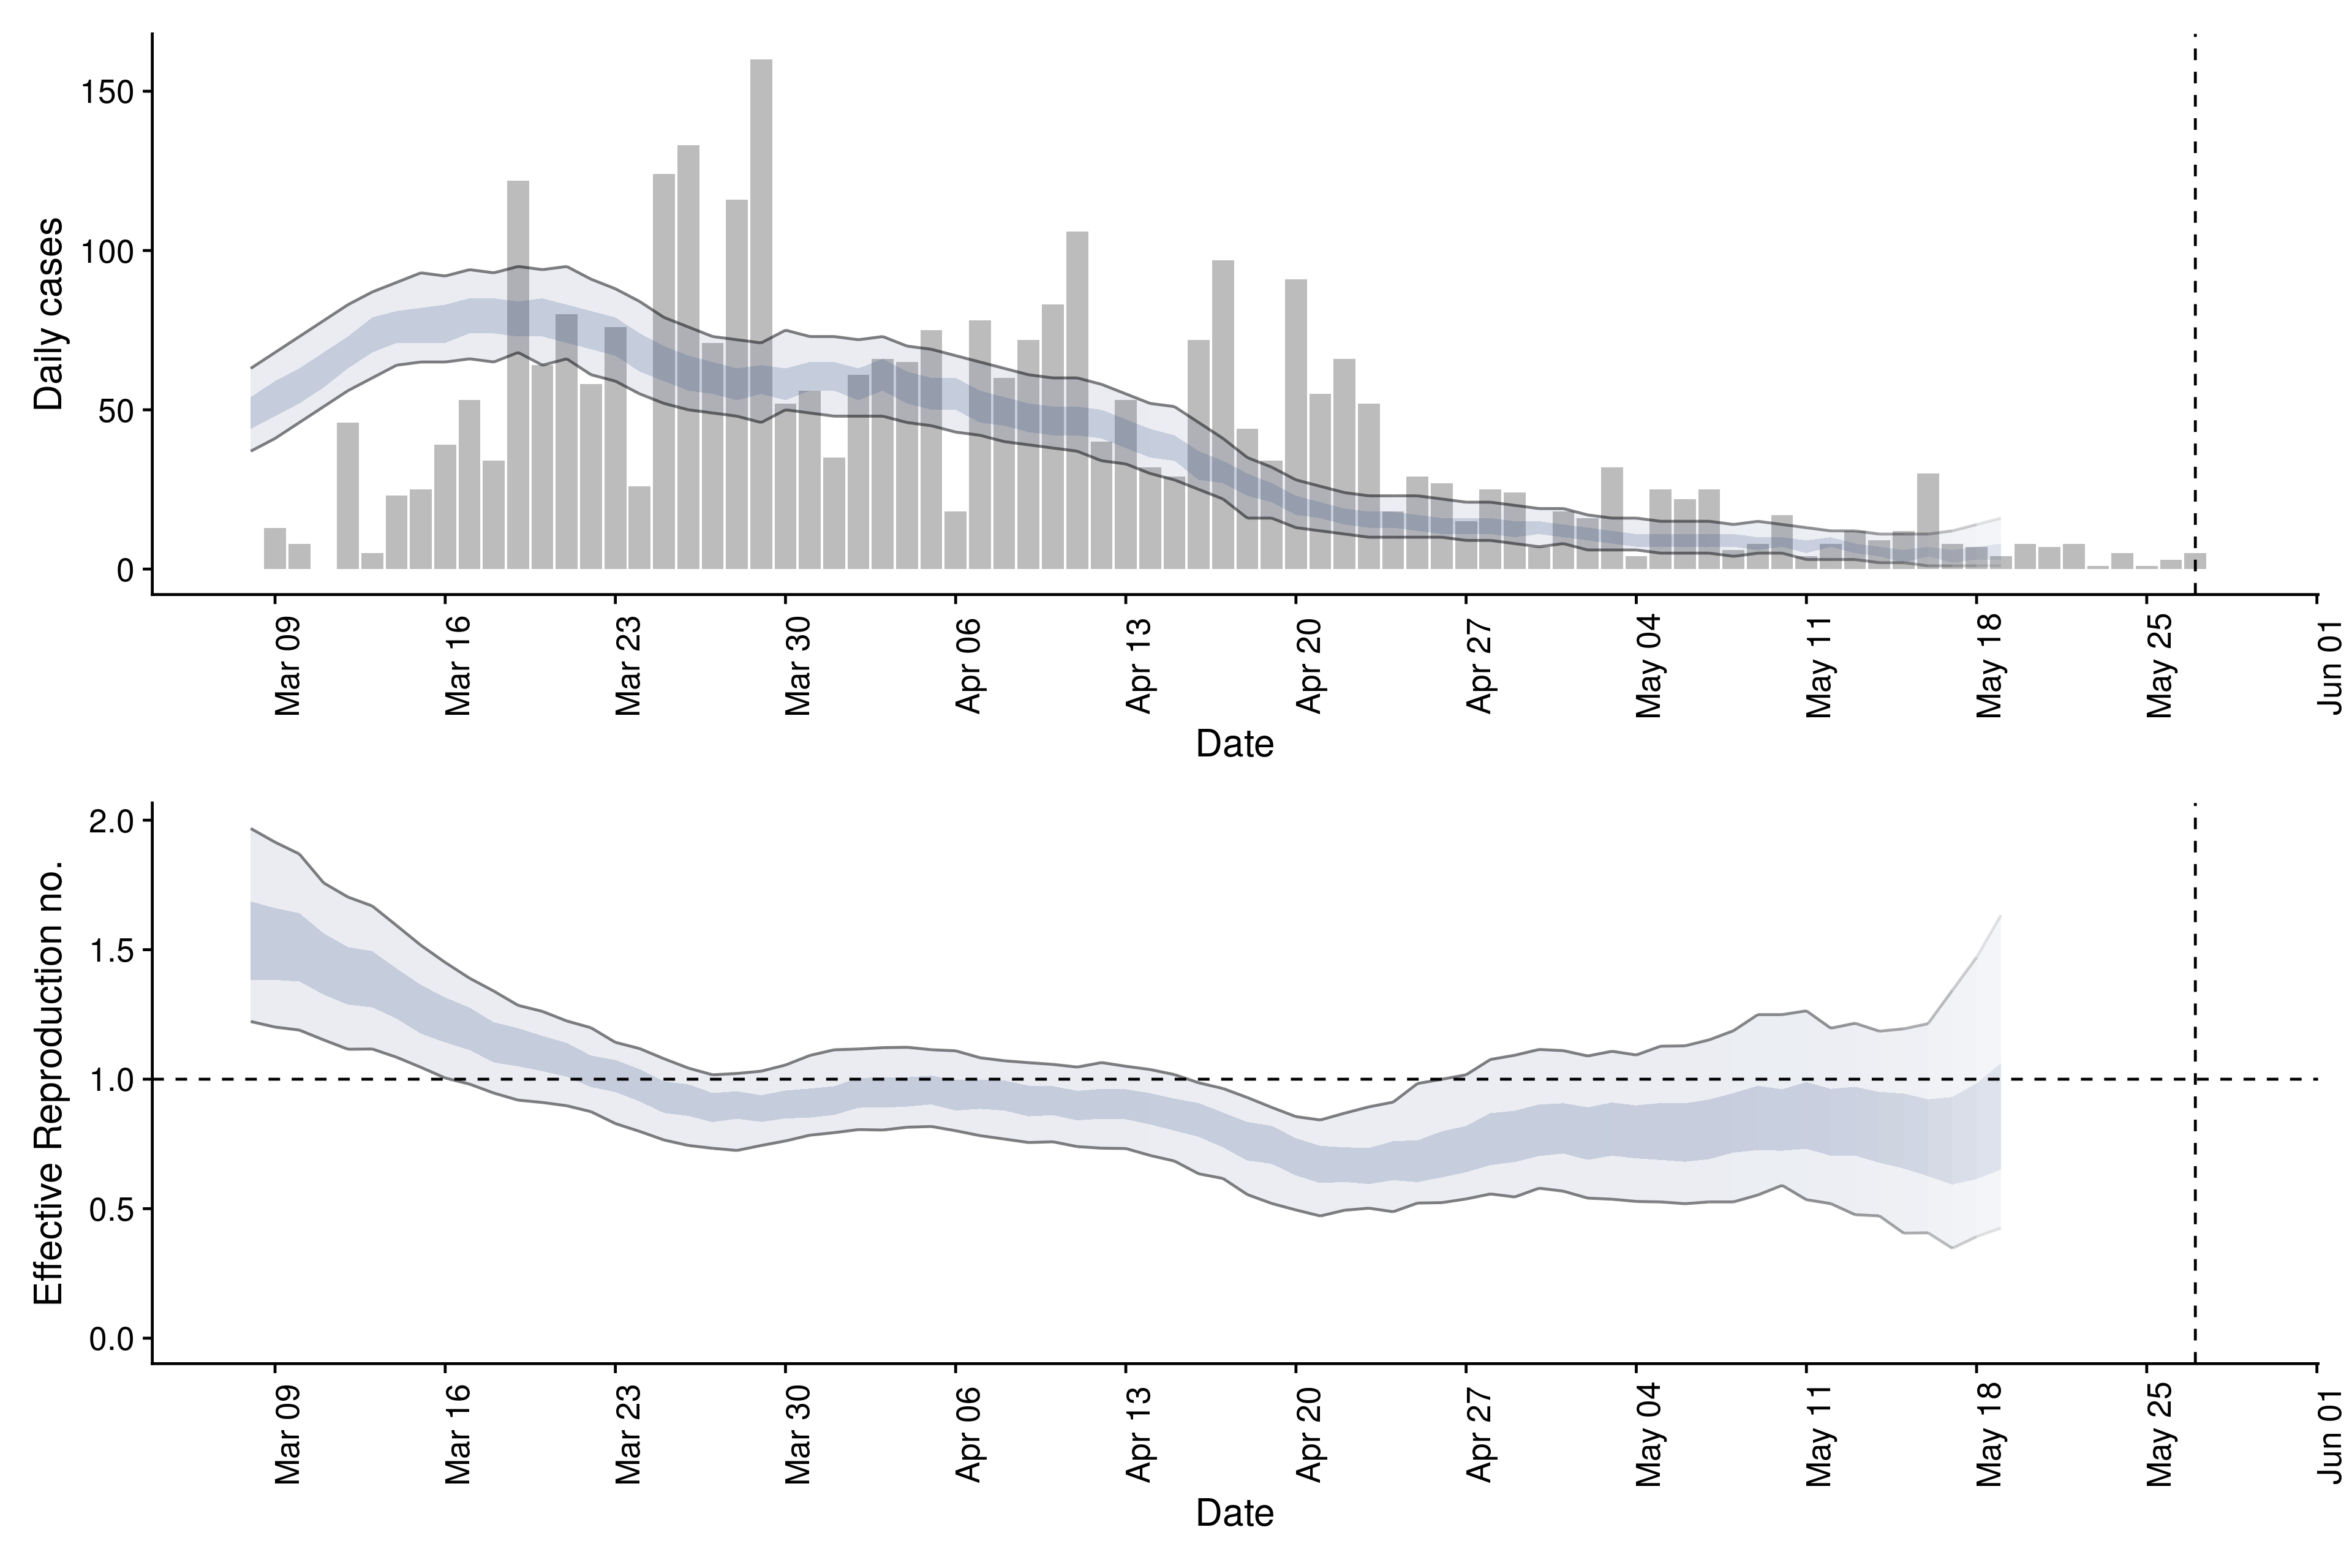 Daily cases
150
100
50
0
Mar 09
Mar 16
Mar 23
Mar 30
Apr 06
Apr 13
Apr 20
Apr 27
May 04
May 11
May 18
May 25
Jun 01
Date
Effective Reproduction no.
2.0
1.5
1.0
0.5
0.0
Mar 09
Mar 16
Mar 23
Mar 30
Apr 06
Apr 13
Apr 20
Apr 27
May 04
May 11
May 18
May 25
Jun 01
Date